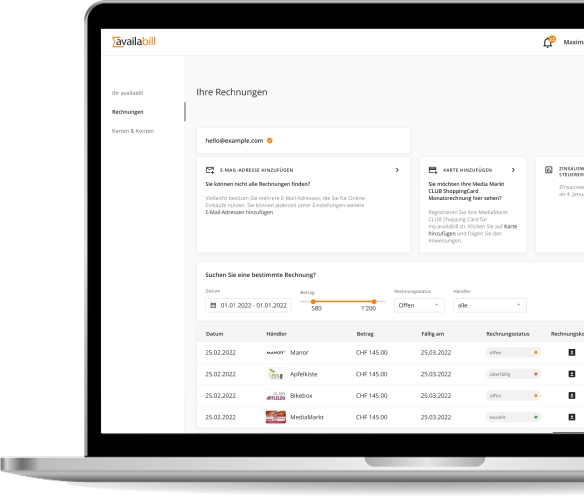 availabill
Maxim
Ihr availabill
Rechnungen
Karten & Konten
Ihre Rechnungen
hello@example.com
E-MAIL-ADRESSE HINZUFÜGEN
Sie können nicht alle Rechnungen finden?
Vielleicht besitzen Sie mehrere E-Mail-Adressen, die Sie für Online-
Einkäufe nutzen. Sie können jederzeit unter Einstellungen weitere
E-Mail-Adressen hinzufügen
KARTE HINZUFÜGEN
Sie möchten Ihre Media Markt
CLUB ShoppingCard
Monatsrechnung hier sehen?
Registrieren Sie Ihre MediaMarkt
CLUB Shopping Card für
my.availabill.ch. Klicken Sie auf Karte
hinzufügen und folgen Sie den
Anweisungen.
ZINSAUSW
STEUEREN
Zinsauswe
ab 4. Janu
Suchen Sie eine bestimmte Rechnung?
Datum
01.01.2022 - 01.01.2022
Betrag
580 1'200
Rechnungsstatus
Offen
Händler
alle
Datum Händler Betrag Fällig am Rechnungsstatus Rechnungsko
25.02.2022 MANOR Manor CHF 145.00 25.03.2022 offen
25.02.2022 Apfelkiste CHF 145.00 25.03.2022 überfällig
25.02.2022 Bikebox CHF 145.00 25.03.2022 offen
25.02.2022 MediaMarkt CHF 145.00 25.03.2022 bezahlt